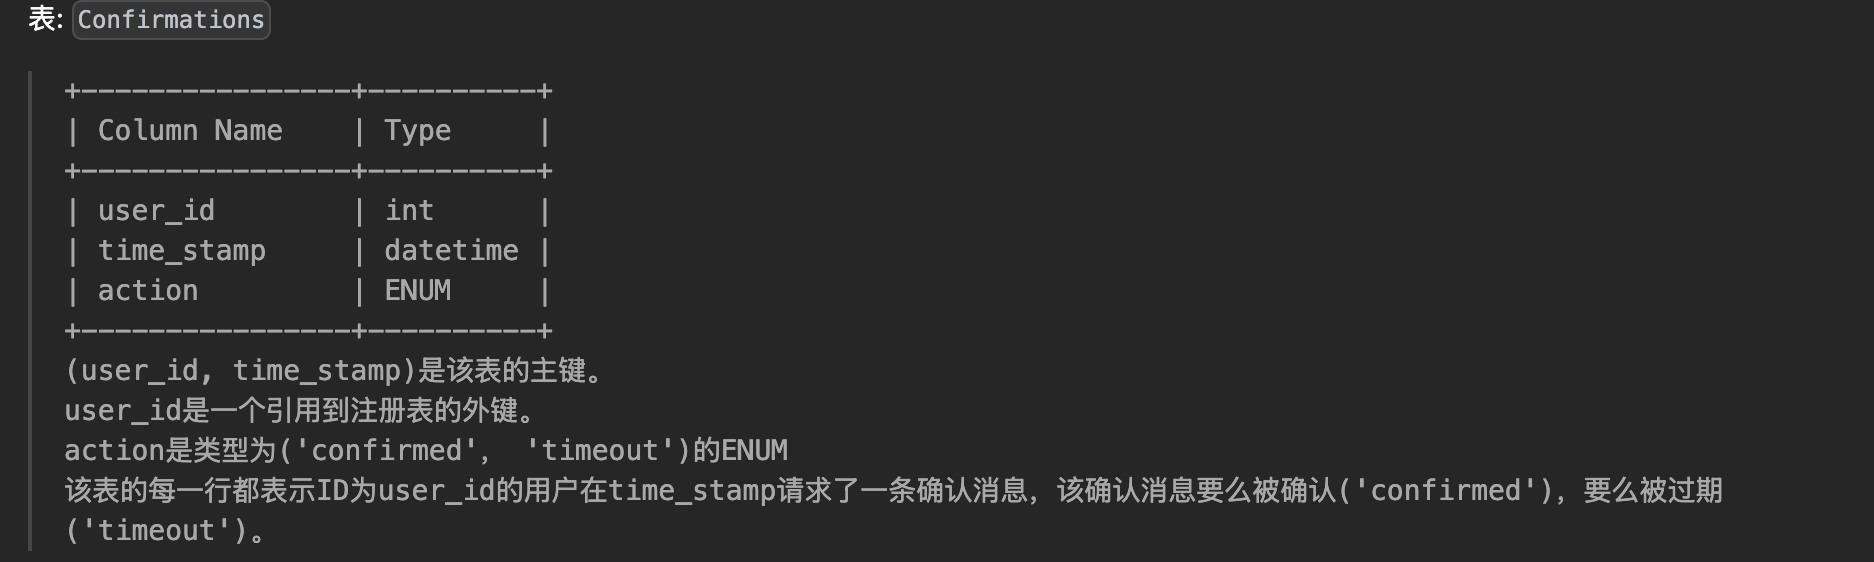 表: Confirmations
+---------------+----------+
| Column Name   | Type     |
+---------------+----------+
| user_id       | int      |
| time_stamp    | datetime |
| action        | ENUM     |
+---------------+----------+
(user_id, time_stamp)是该表的主键。
user_id是一个引用到注册表的外键。
action是类型为('confirmed', 'timeout')的ENUM
该表的每一行都表示ID为user_id的用户在time_stamp请求了一条确认消息，该确认消息要么被确认('confirmed')，要么被过期
('timeout')。